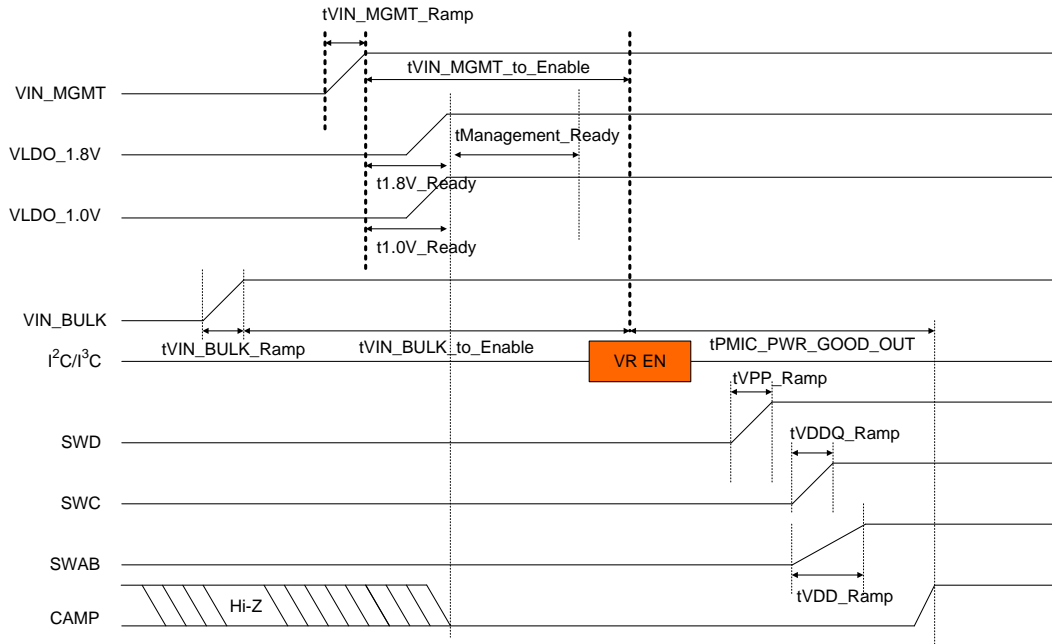 tVIN_MGMT_Ramp
tVIN_MGMT_to_Enable
VIN_MGMT
tManagement_Ready
VLDO_1.8V
t1.8V_Ready
VLDO_1.0V
t1.0V_Ready
VIN_BULK
tVIN_BULK_Ramp
tVIN_BULK_to_Enable
tPMIC_PWR_GOOD_OUT
I²C/I³C
VR EN
tVPP_Ramp
SWD
tVDDQ_Ramp
SWC
SWAB
tVDD_Ramp
Hi-Z
CAMP